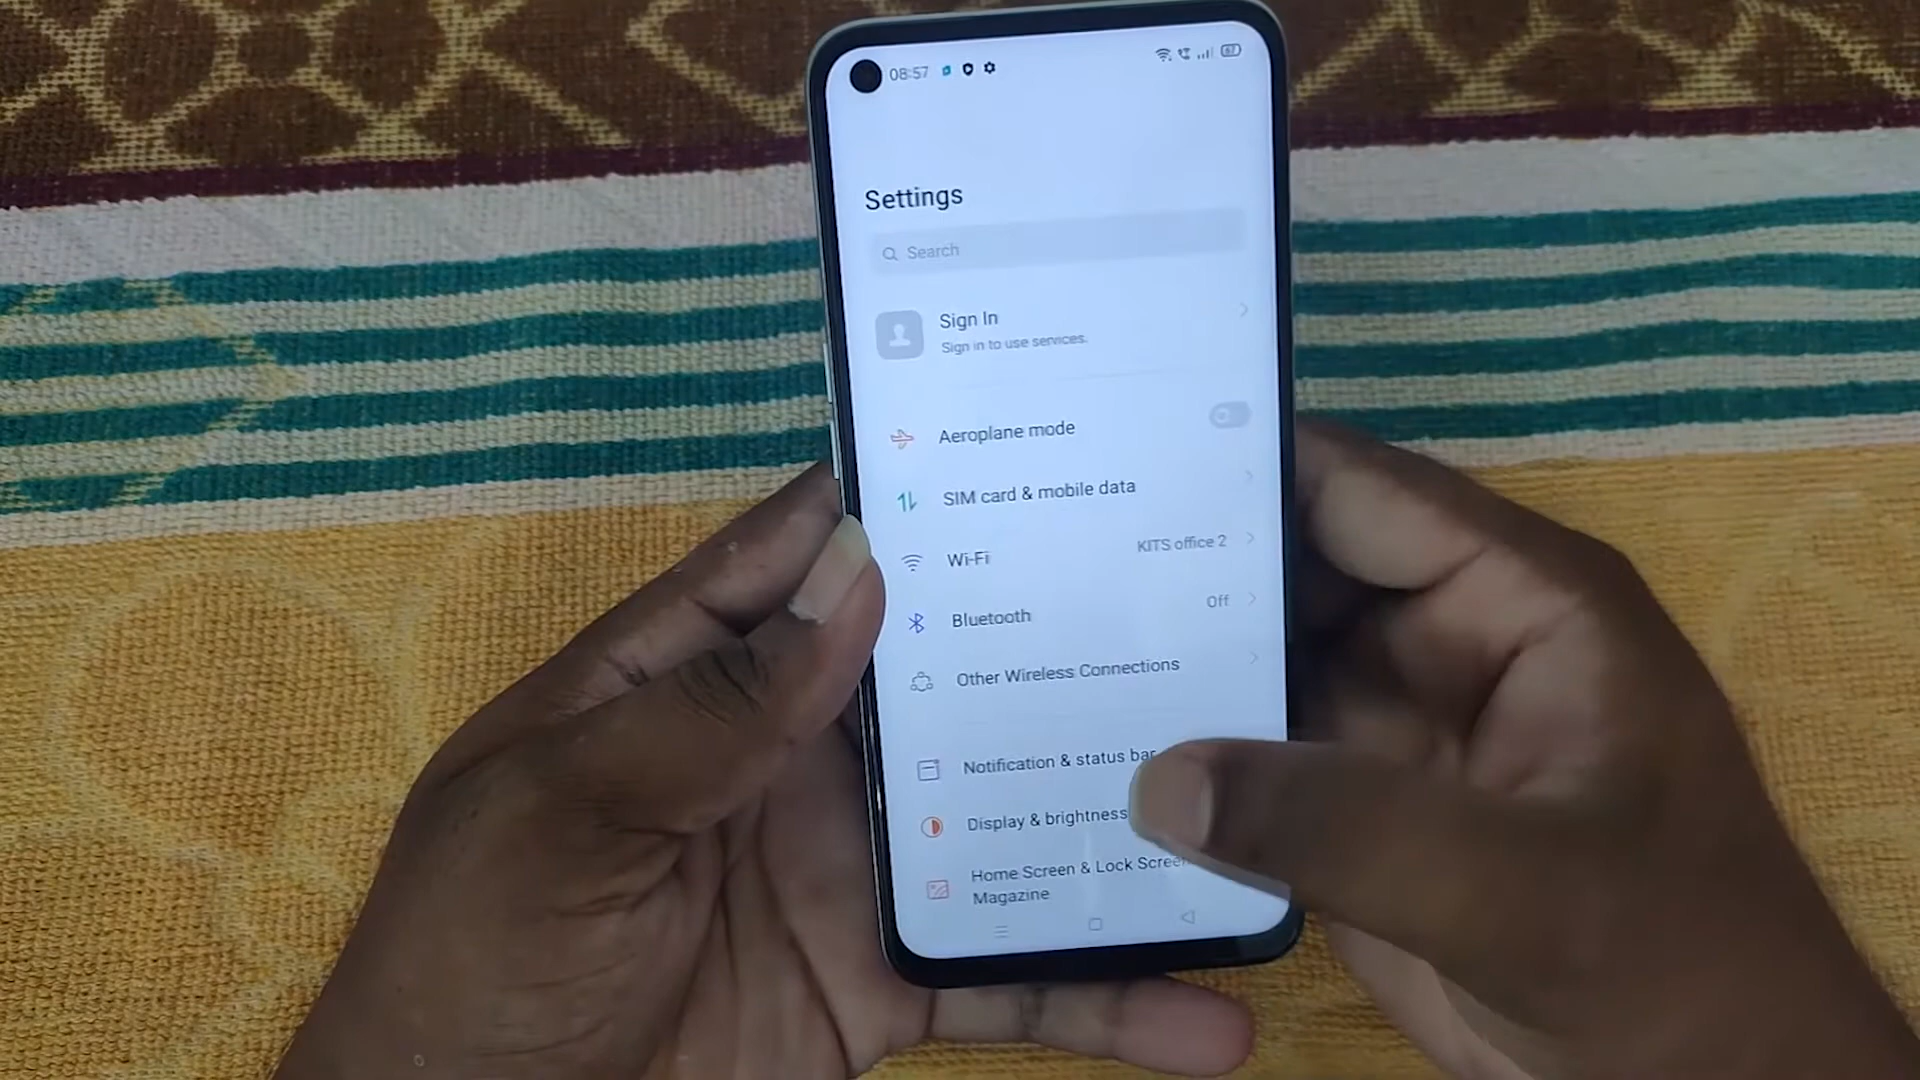 08:57
67
Settings
Search
Sign In
Sign in to use services.
Aeroplane mode
SIM card & mobile data
Wi-Fi
KITS office 2
Bluetooth
Off
Other Wireless Connections
Notification & status bar
Display & brightness
Home Screen & Lock Screen
Magazine